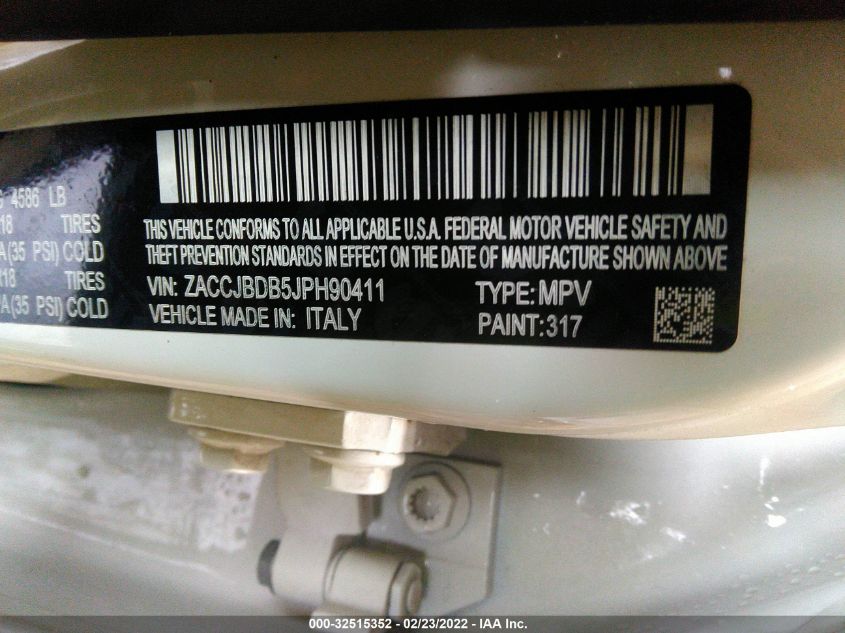 4586 LB
TIRES
(35 PSI) COLD
TIRES
(35 PSI) COLD
THIS VEHICLE CONFORMS TO ALL APPLICABLE U.S.A. FEDERAL MOTOR VEHICLE SAFETY AND
THEFT PREVENTION STANDARDS IN EFFECT ON THE DATE OF MANUFACTURE SHOWN ABOVE
VIN: ZACCJBDB5JPH90411 TYPE: MPV
VEHICLE MADE IN: ITALY PAINT: 317
000-32515352 - 02/23/2022 - IAA Inc.